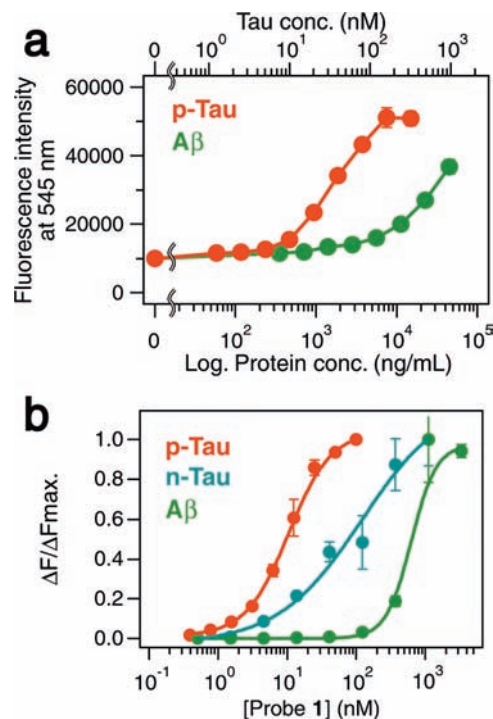 a
Tau conc. (nM)
0 10⁰ 10¹ 10² 10³
60000
40000
20000
0
Fluorescence intensity
at 545 nm
p-Tau
Aβ
0 10² 10³ 10⁴ 10⁵
Log. Protein conc. (ng/mL)
b
1.0
0.8
0.6
0.4
0.2
0.0
ΔF/ΔFmax.
p-Tau
n-Tau
Aβ
10⁻¹ 10⁰ 10¹ 10² 10³
[Probe 1] (nM)